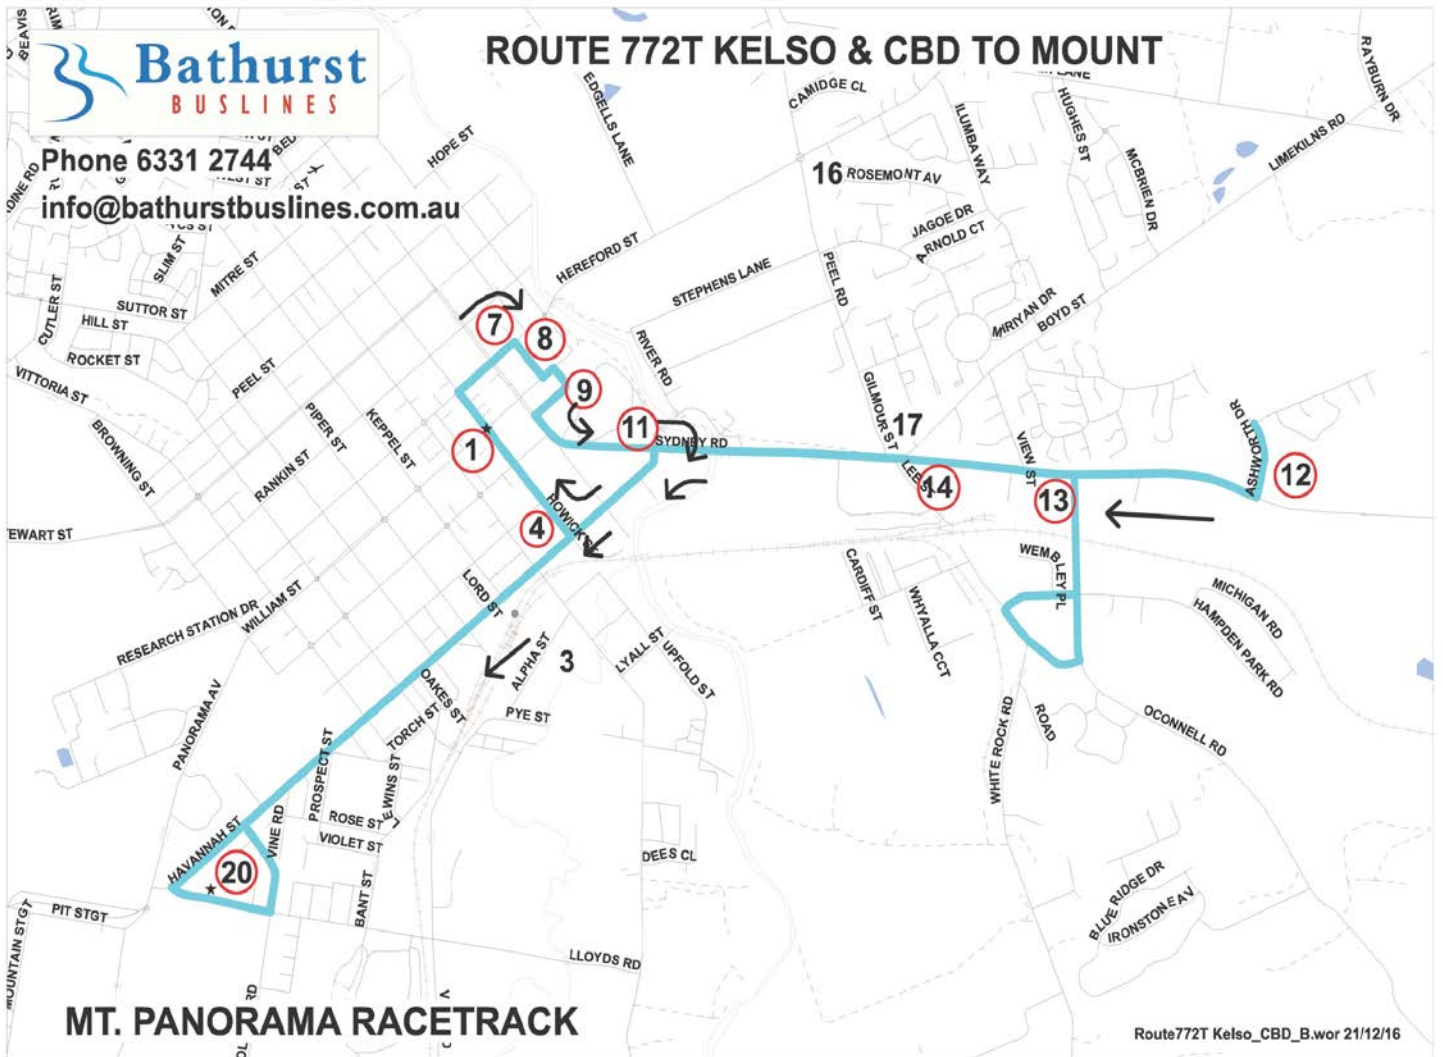 ROUTE 772T KELSO & CBD TO MOUNT
Bathurst
BUSLINES
Phone 6331 2744
info@bathurstbuslines.com.au
BEAVIS
HOPE ST
EDGELLS LANE
CAMIDGE CL
ILUMBA WAY
HUGHES ST
RAYBURN DR
MCBRIEN DR
LIMEKILNS RD
16
ROSEMONT AV
JAGOE DR
ARNOLD CT
SLIM ST
MITRE ST
HEREFORD ST
STEPHENS LANE
PEEL RD
MIRIYAN DR
BOYD ST
CUTLER ST
SUTTOR ST
HILL ST
ROCKET ST
VITTORIA ST
PEEL ST
7
8
RIVER RD
9
GILMOUR ST
17
BROWNING ST
PIPER ST
KEPPEL ST
RANKIN ST
1
11
SYDNEY RD
VIEW ST
ASHWORTH DR
12
LEE ST
14
13
4
HOWICK ST
EWART ST
LORD ST
WEMBLEY PL
CARDIFF ST
WHYALLA CCT
MICHIGAN RD
HAMPDEN PARK RD
RESEARCH STATION DR
WILLIAM ST
ALPHA ST
3
LYALL ST
UPFOLD ST
OAKES ST
TORCH ST
PYE ST
PANORAMA AV
WHITE ROCK RD
ROAD
OCONNELL RD
PROSPECT ST
LEWINS ST
HAVANNAH ST
VINE RD
ROSE ST
VIOLET ST
20
BANT ST
DEES CL
BLUE RIDGE DR
IRONSTONE AV
PIT STGT
MOUNTAIN STGT
LLOYDS RD
MT. PANORAMA RACETRACK
Route772T Kelso_CBD_B.wor 21/12/16